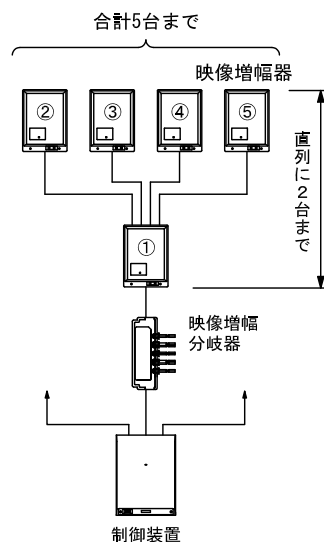 合計5台まで
映像増幅器
②
③
④
⑤
直列に2台まで
①
映像増幅
分岐器
制御装置